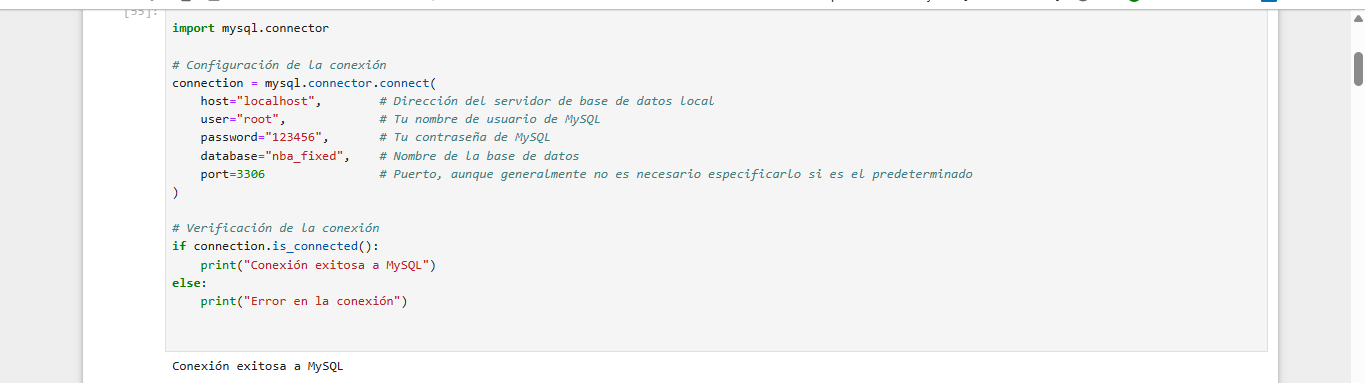 [55]:
import mysql.connector
# Configuración de la conexión
connection = mysql.connector.connect(
    host="localhost",        # Dirección del servidor de base de datos local
    user="root",             # Tu nombre de usuario de MySQL
    password="123456",       # Tu contraseña de MySQL
    database="nba_fixed",    # Nombre de la base de datos
    port=3306                # Puerto, aunque generalmente no es necesario especificarlo si es el predeterminado
)
# Verificación de la conexión
if connection.is_connected():
    print("Conexión exitosa a MySQL")
else:
    print("Error en la conexión")
Conexión exitosa a MySQL